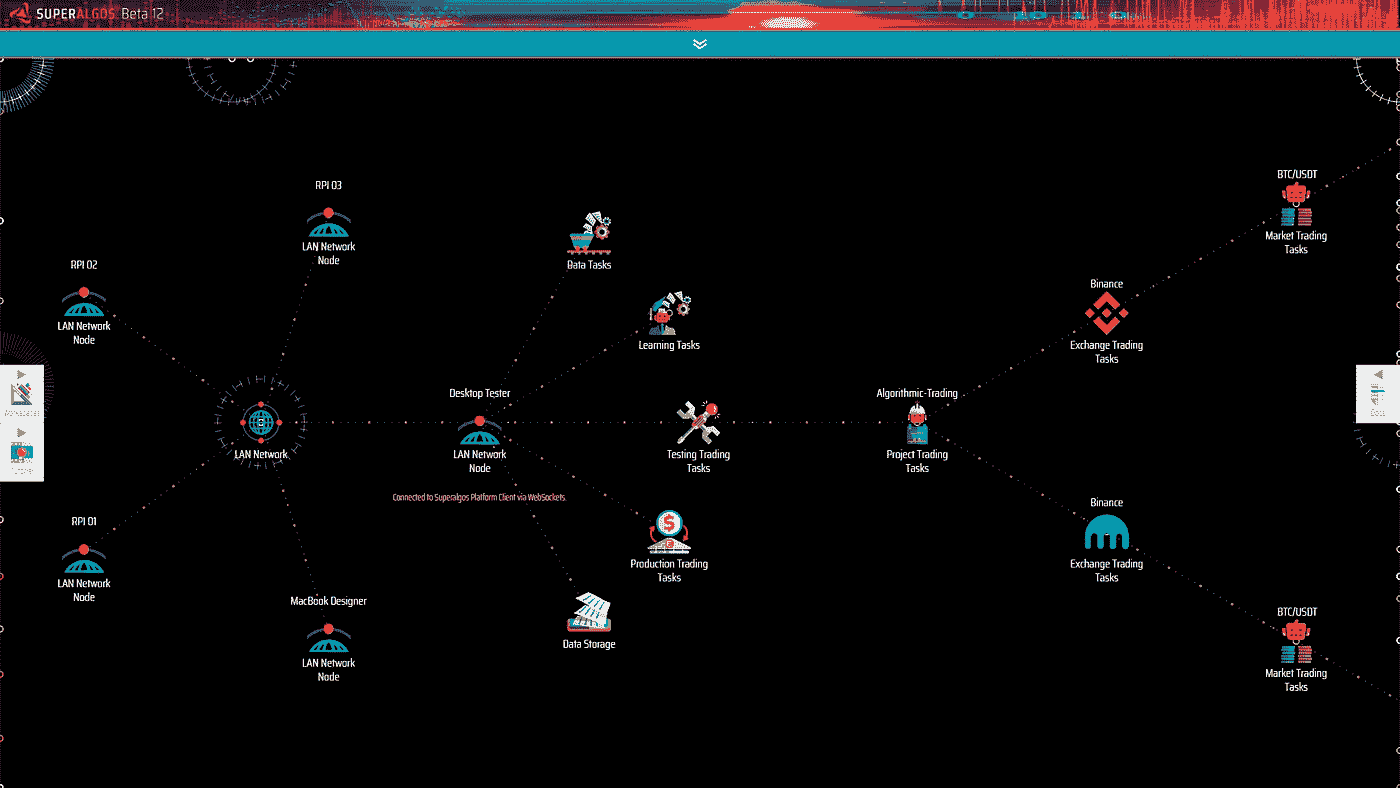 SUPERALGOS Beta 12
RPI 03
LAN Network
Node
RPI 02
LAN Network
Node
LAN Network
RPI 01
LAN Network
Node
MacBook Designer
LAN Network
Node
Desktop Tester
LAN Network
Node
Connected to Superalgos Platform Client via WebSockets
Data Tasks
Learning Tasks
Testing Trading
Tasks
Production Trading
Tasks
Data Storage
Algorithmic-Trading
Project Trading
Tasks
Binance
Exchange Trading
Tasks
BTC/USDT
Market Trading
Tasks
Binance
Exchange Trading
Tasks
BTC/USDT
Market Trading
Tasks
Workspaces
Docs